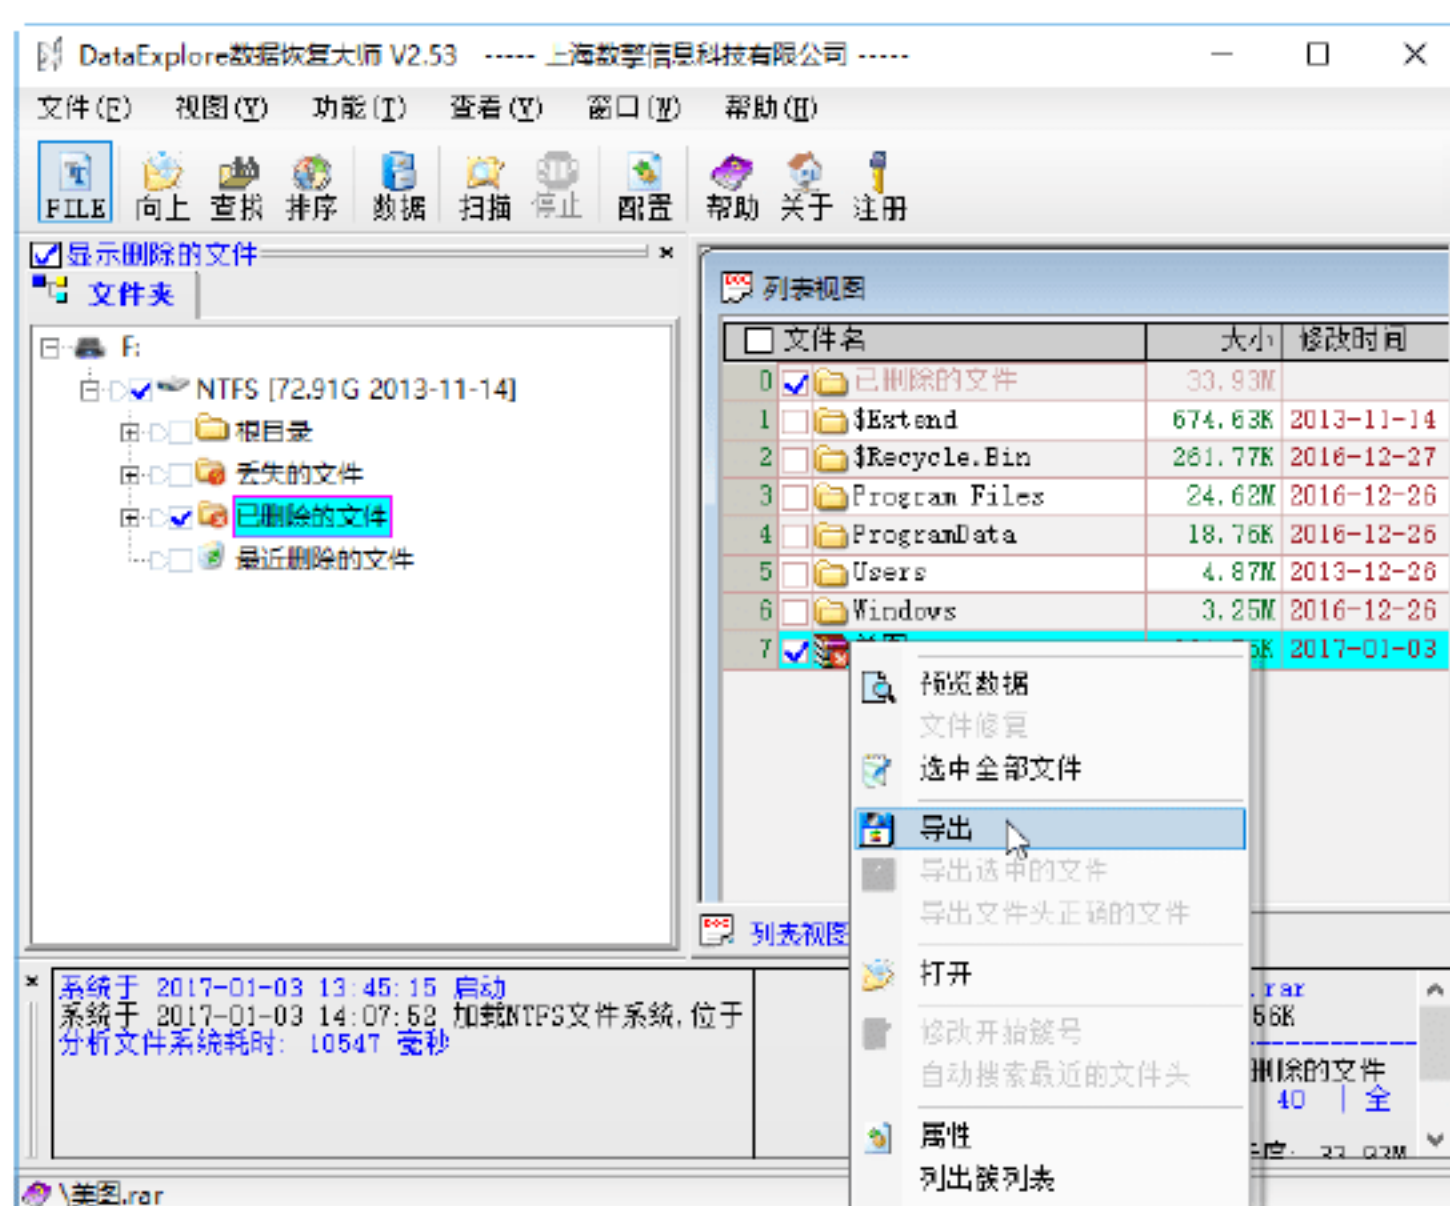 DataExplore数据恢复大师 V2.53 ----- 上海数擎信息科技有限公司 -----
文件(F) 视图(V) 功能(T) 查看(V) 窗口(W) 帮助(H)
FILE 向上 查找 排序 数据 扫描 停止 配置 帮助 关于 注册
显示删除的文件
文件夹
F:
NTFS [72.91G 2013-11-14]
根目录
丢失的文件
已删除的文件
最近删除的文件
列表视图
文件名 大小 修改时间
0 已删除的文件 33.93M
1 $Extend 674.63K 2013-11-14
2 $Recycle.Bin 261.77K 2016-12-27
3 Program Files 24.62M 2016-12-26
4 ProgramData 18.76K 2016-12-26
5 Users 4.87M 2013-12-26
6 Windows 3.25M 2016-12-26
7 2017-01-03
预览数据
文件修复
选中全部文件
导出
导出选中的文件
导出文件头正确的文件
打开
修改开始簇号
自动搜索最近的文件头
属性
列出簇列表
列表视图
系统于 2017-01-03 13:45:15 启动
系统于 2017-01-03 14:07:52 加载NTFS文件系统,位于
分析文件系统耗时: 10547 毫秒
.rar
56K
删除的文件
40 | 全
\美图.rar